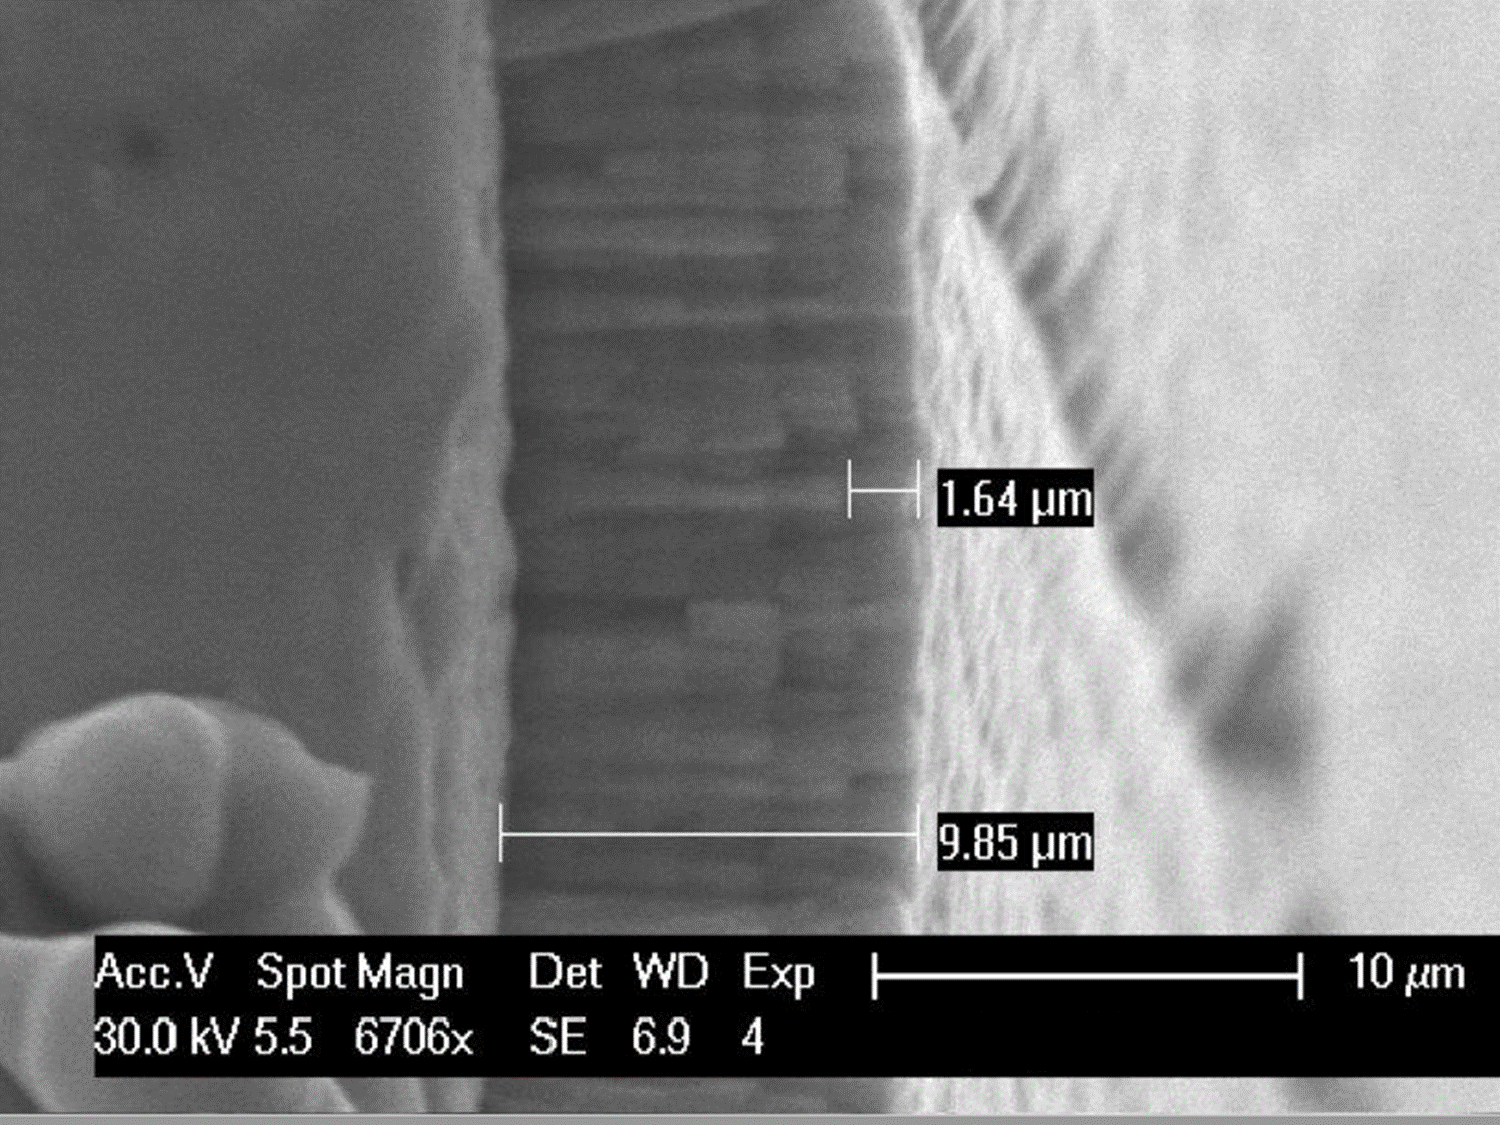 1.64 µm
9.85 µm
Acc.V Spot Magn Det WD Exp 10 µm
30.0 kV 5.5 6706x SE 6.9 4